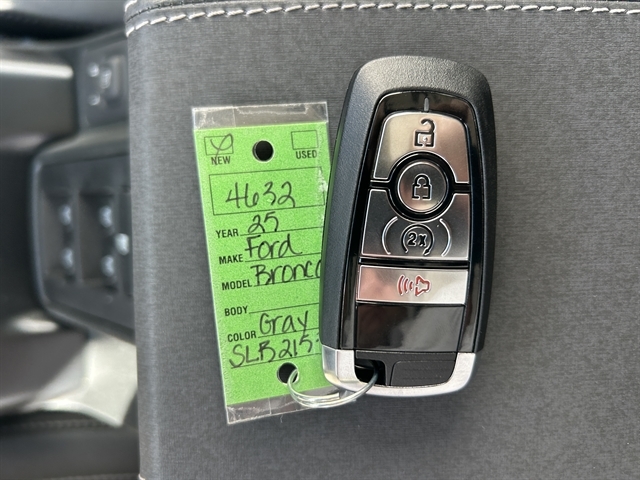 NEW USED
4632
YEAR 25
MAKE Ford
MODEL Bronco
BODY
COLOR Gray
2x